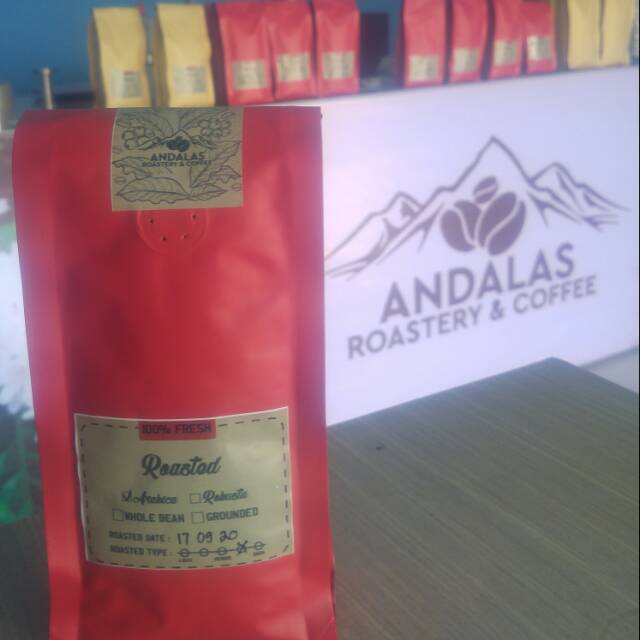 ANDALAS
ROASTERY & COFFEE
ANDALAS
ROASTERY & COFFEE
100% FRESH
Roasted
Arabica Robusta
WHOLE BEAN GROUNDED
ROASTED DATE : 17 09 20
ROASTED TYPE :